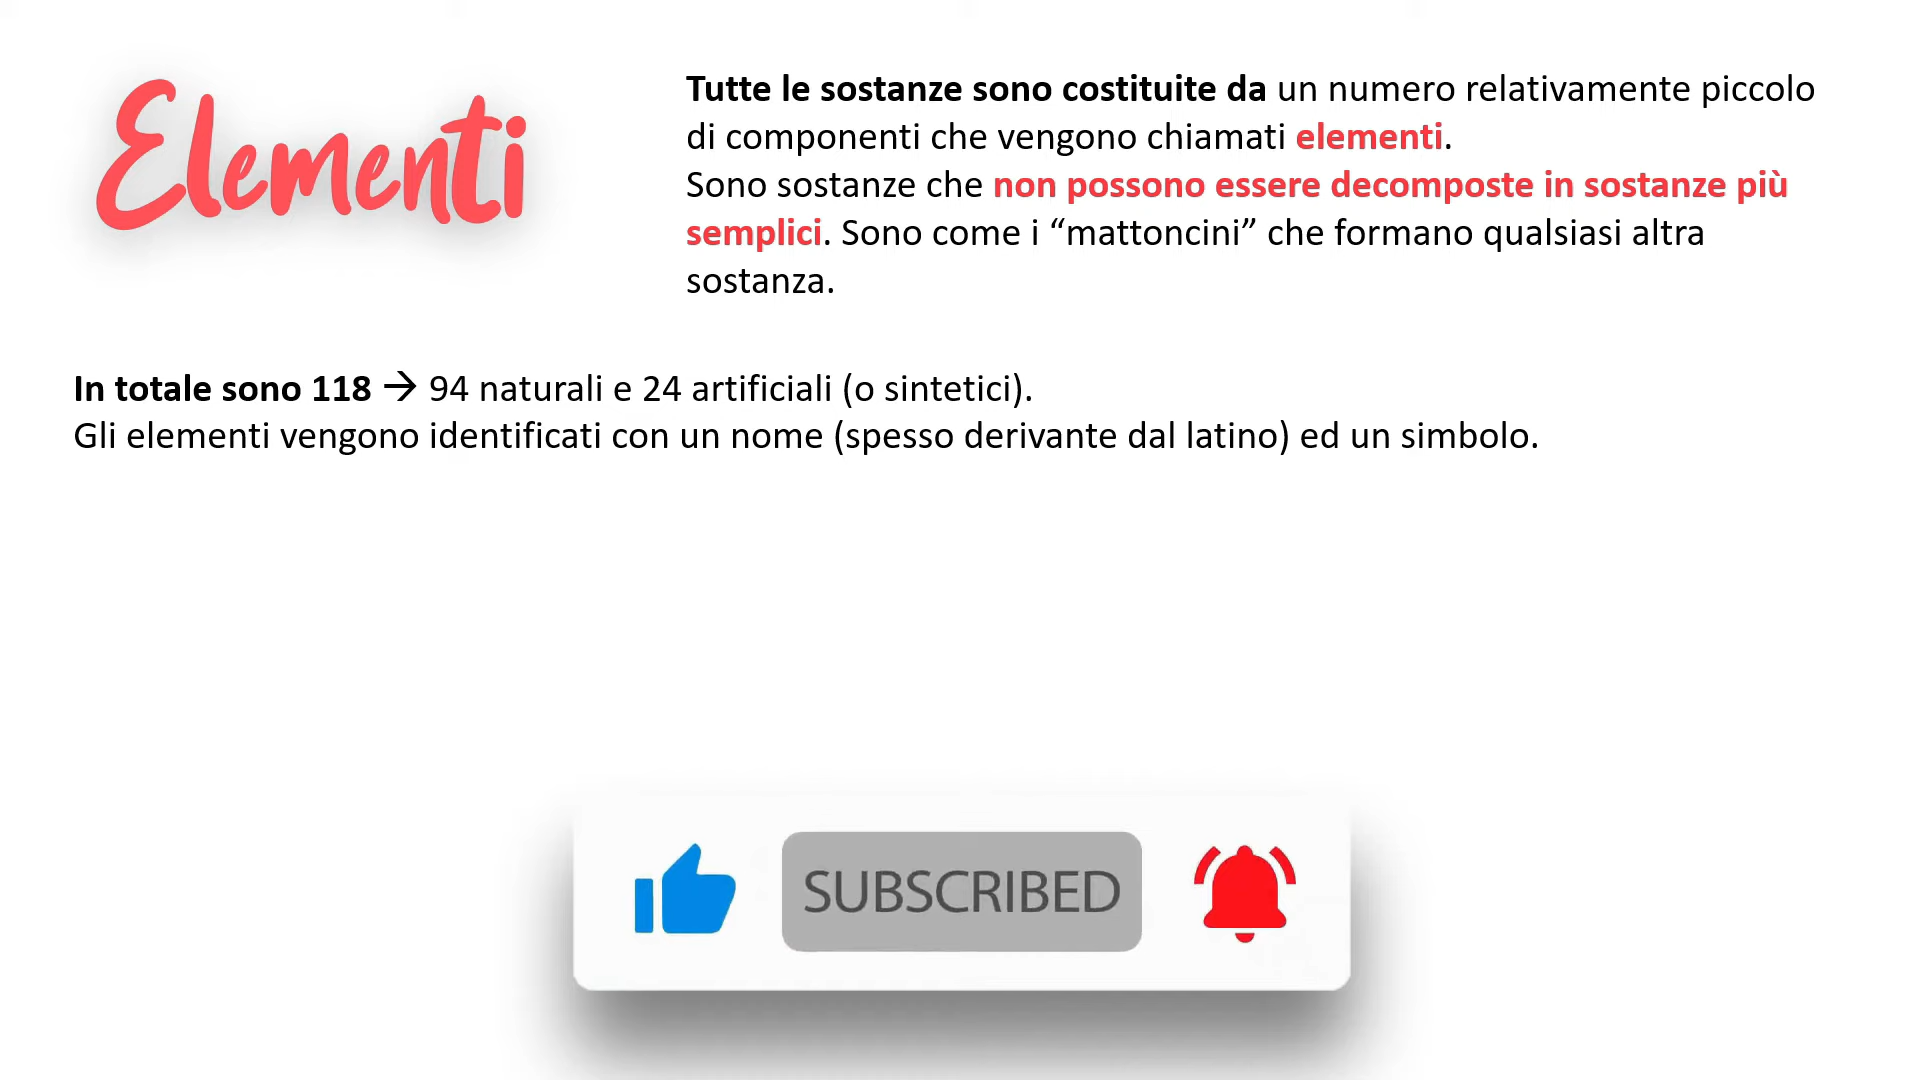 Elementi
Tutte le sostanze sono costituite da un numero relativamente piccolo
di componenti che vengono chiamati elementi.
Sono sostanze che non possono essere decomposte in sostanze più
semplici. Sono come i “mattoncini” che formano qualsiasi altra
sostanza.
In totale sono 118 → 94 naturali e 24 artificiali (o sintetici).
Gli elementi vengono identificati con un nome (spesso derivante dal latino) ed un simbolo.
SUBSCRIBED